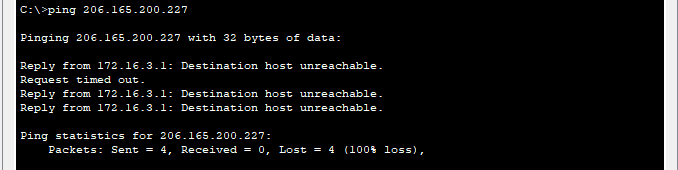 C:\>ping 206.165.200.227
Pinging 206.165.200.227 with 32 bytes of data:
Reply from 172.16.3.1: Destination host unreachable.
Request timed out.
Reply from 172.16.3.1: Destination host unreachable.
Reply from 172.16.3.1: Destination host unreachable.
Ping statistics for 206.165.200.227:
Packets: Sent = 4, Received = 0, Lost = 4 (100% loss),